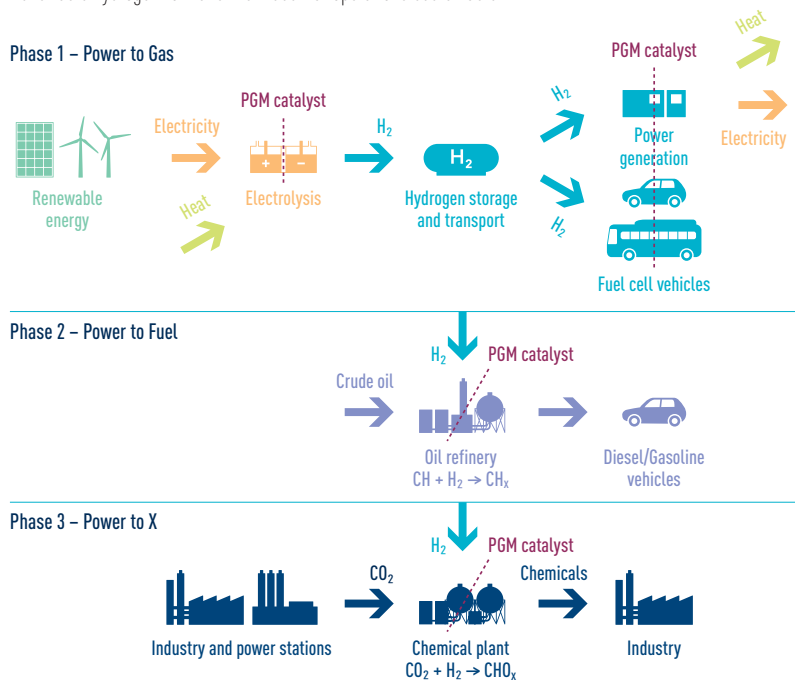 Phase 1 – Power to Gas
PGM catalyst
Heat
PGM catalyst
Electricity
H₂
H₂
H₂
Power
generation
Electricity
Renewable
energy
Heat
Electrolysis
Hydrogen storage
and transport
H₂
Fuel cell vehicles
Phase 2 – Power to Fuel
H₂
PGM catalyst
Crude oil
Oil refinery
CH + H₂ → CHₓ
Diesel/Gasoline
vehicles
Phase 3 – Power to X
H₂
PGM catalyst
CO₂
Chemicals
Industry and power stations
Chemical plant
CO₂ + H₂ → CHOₓ
Industry